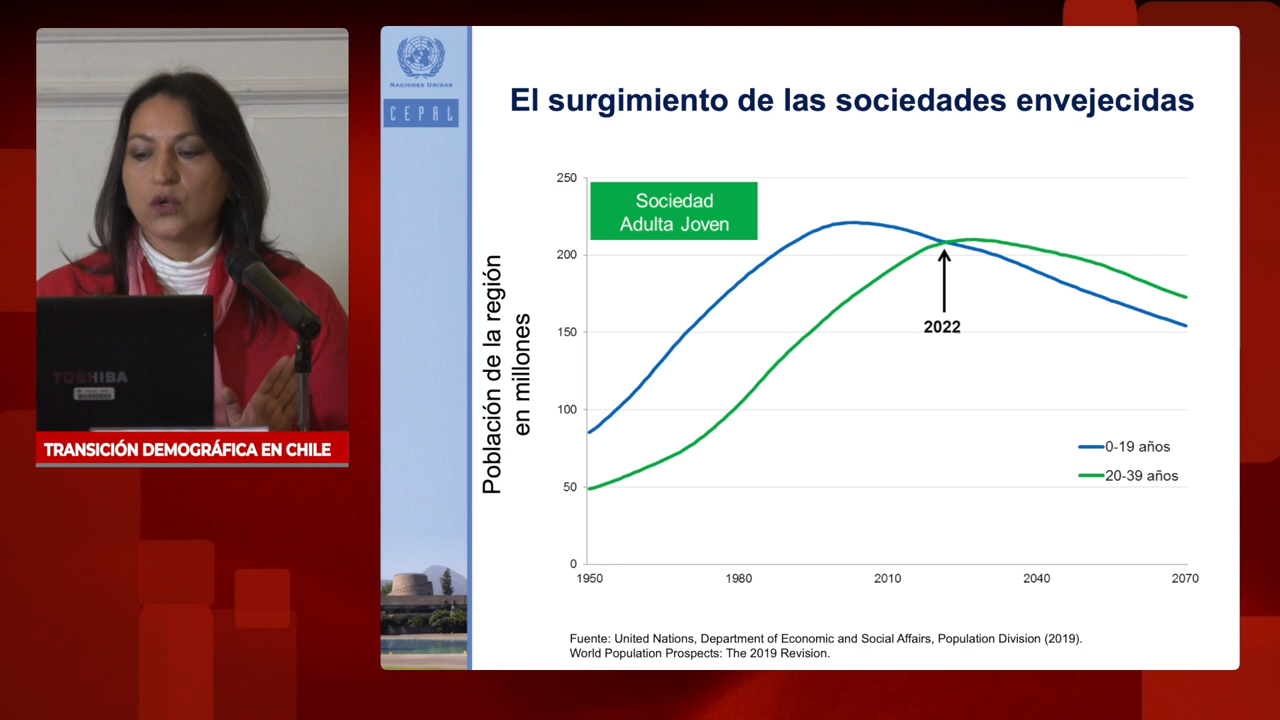 TOSHIBA
TRANSICIÓN DEMOGRÁFICA EN CHILE
NACIONES UNIDAS
CEPAL
El surgimiento de las sociedades envejecidas
Sociedad
Adulta Joven
Población de la región
en millones
250
200
150
100
50
0
2022
0-19 años
20-39 años
1950
1980
2010
2040
2070
Fuente: United Nations, Department of Economic and Social Affairs, Population Division (2019).
World Population Prospects: The 2019 Revision.